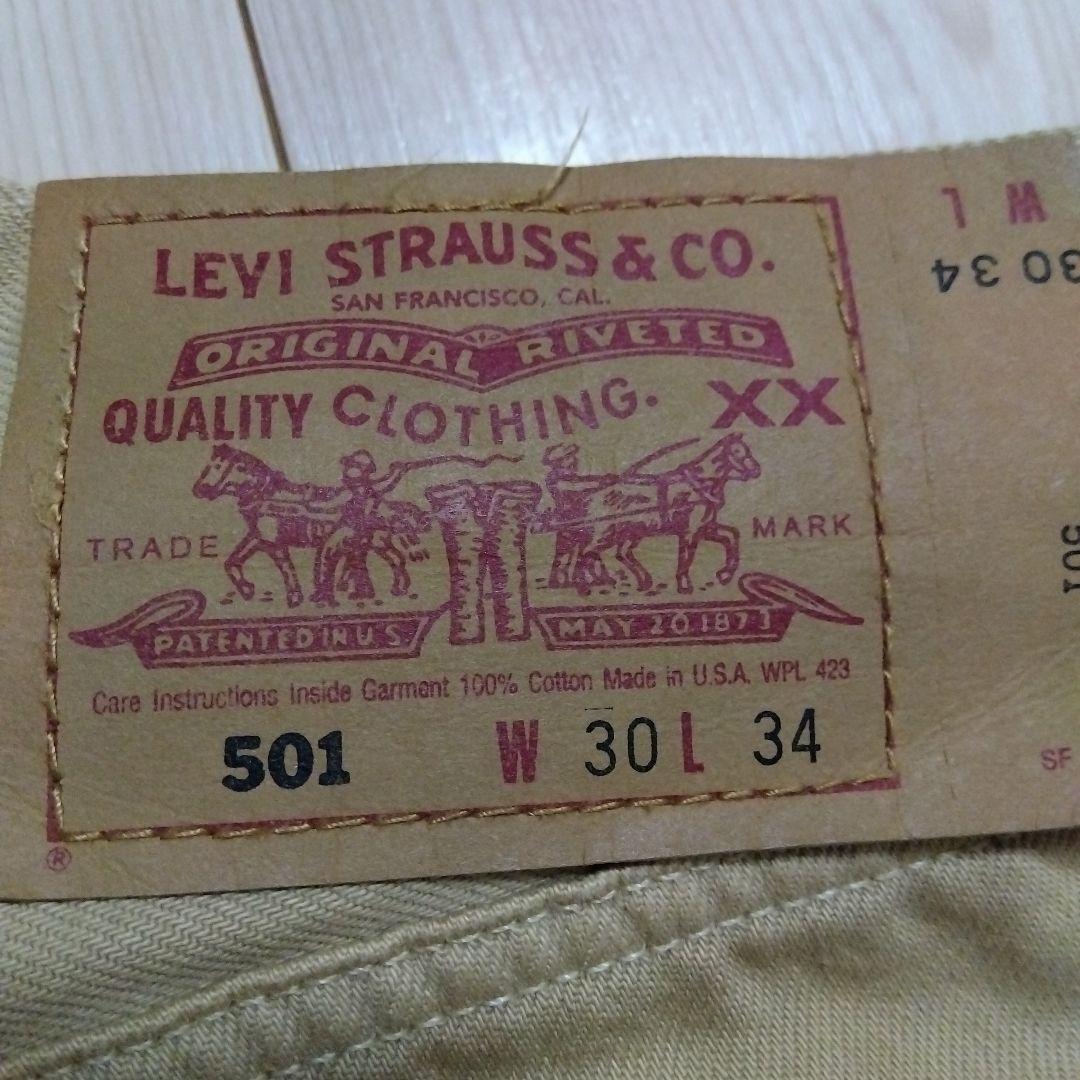 LEVI STRAUSS & CO.
SAN FRANCISCO, CAL.
ORIGINAL RIVETED
QUALITY CLOTHING. XX
TRADE MARK
PATENTED IN U.S. MAY 20 1873
Care Instructions Inside Garment 100% Cotton Made in U.S.A. WPL 423
501 W 30 L 34
®
W L
30 34
501
SF